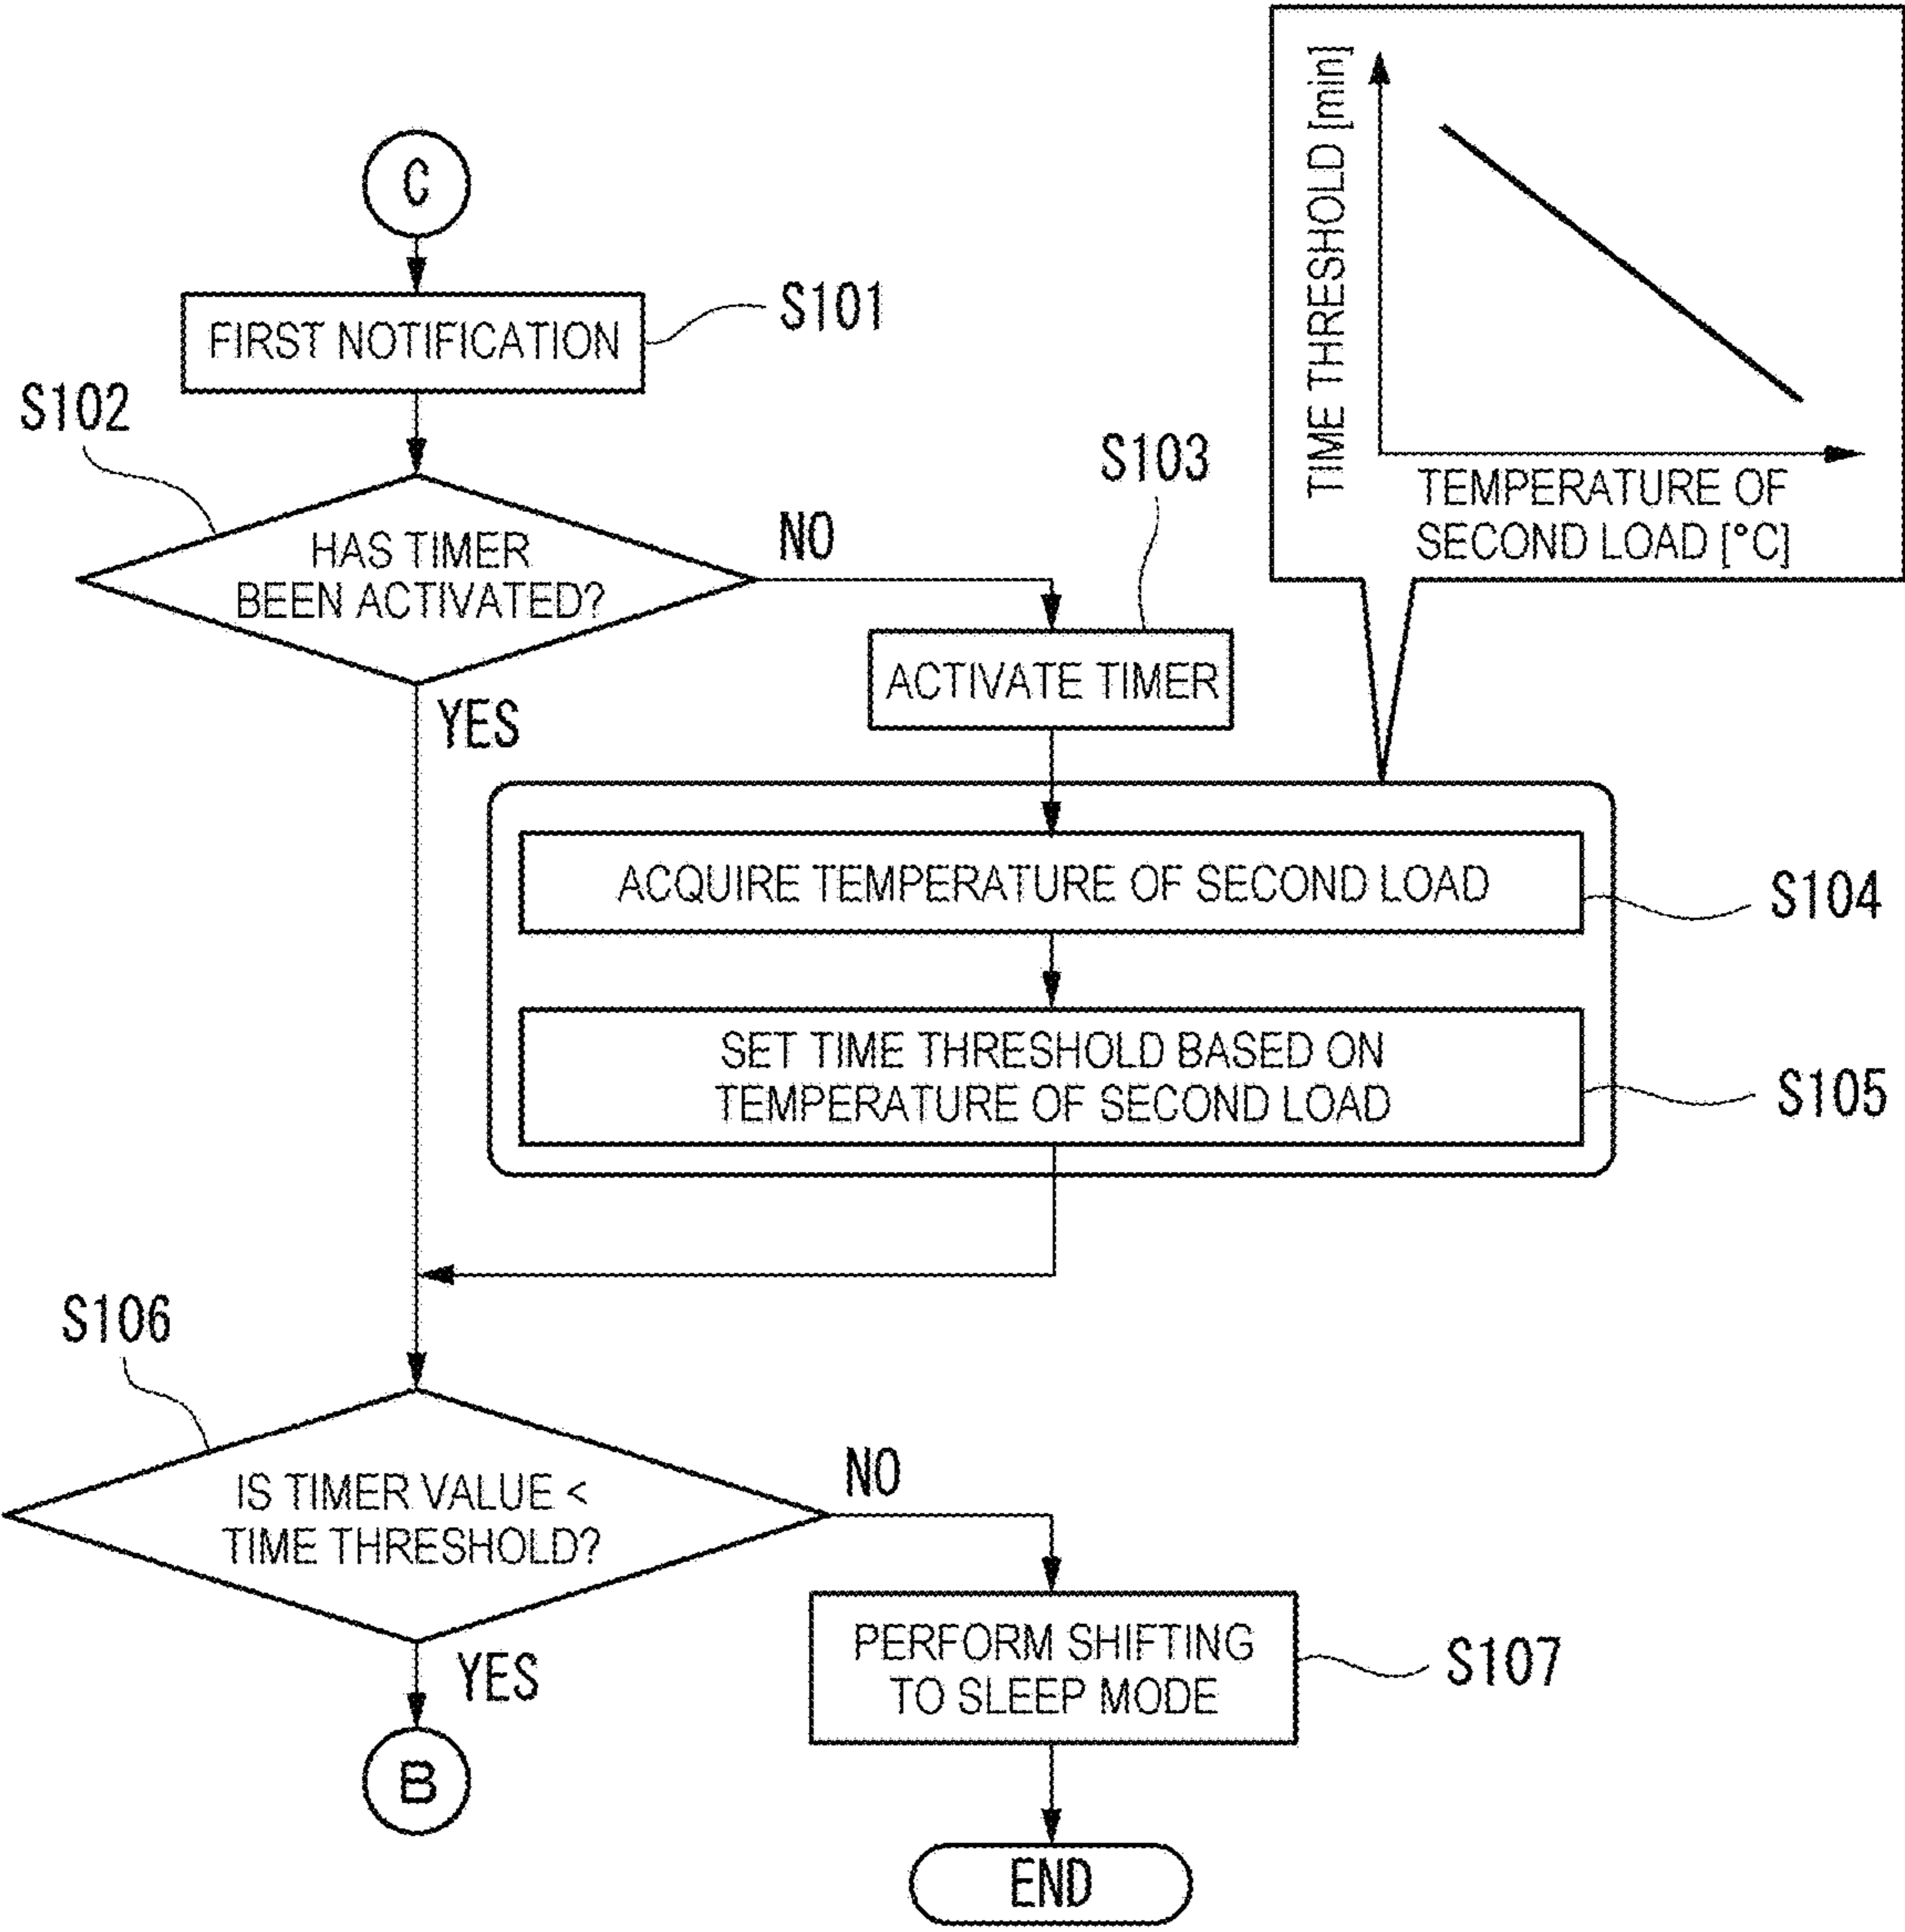 C
FIRST NOTIFICATION
S101
S102
HAS TIMER
BEEN ACTIVATED?
NO
YES
S103
ACTIVATE TIMER
TIME THRESHOLD [min]
TEMPERATURE OF
SECOND LOAD [°C]
ACQUIRE TEMPERATURE OF SECOND LOAD
S104
SET TIME THRESHOLD BASED ON
TEMPERATURE OF SECOND LOAD
S105
S106
IS TIMER VALUE <
TIME THRESHOLD?
NO
YES
PERFORM SHIFTING
TO SLEEP MODE
S107
B
END